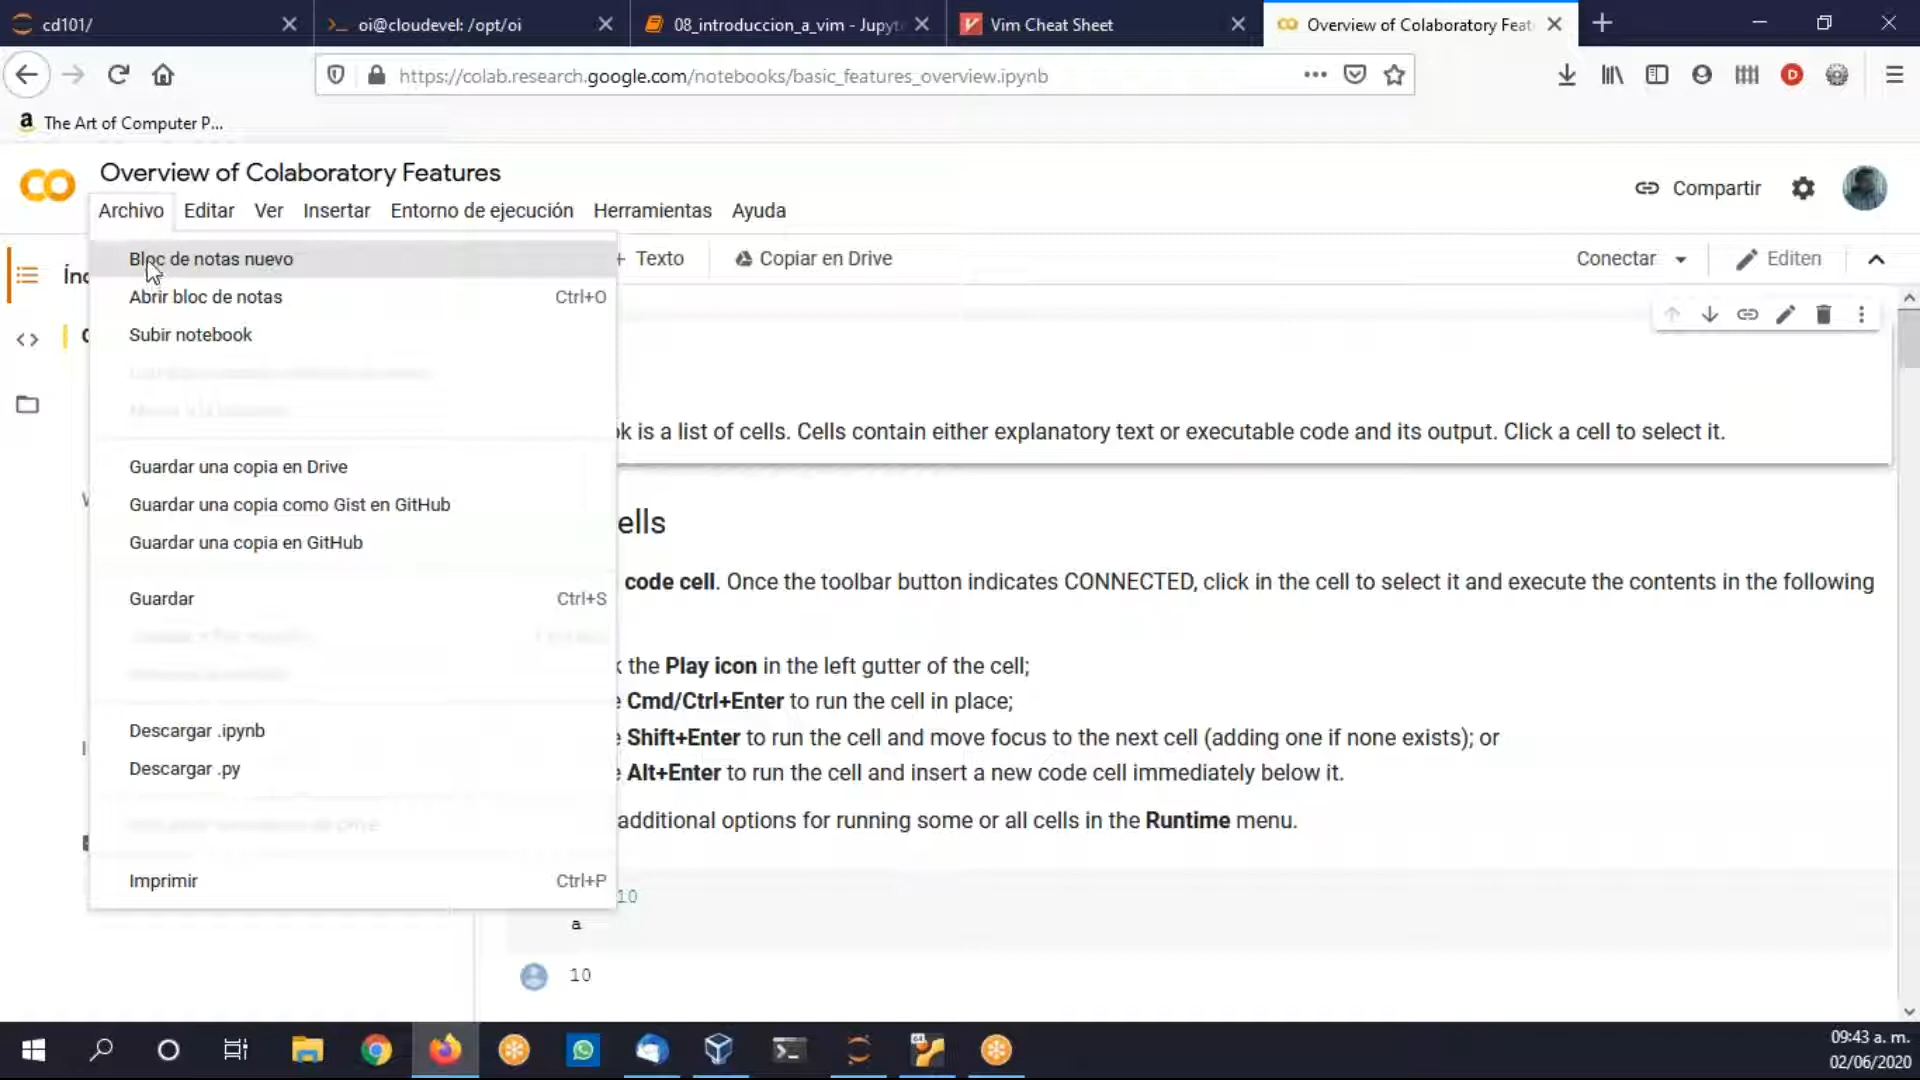 cd101/
oi@cloudevel: /opt/oi
08_introduccion_a_vim - Jupyt
Vim Cheat Sheet
Overview of Colaboratory Feat
https://colab.research.google.com/notebooks/basic_features_overview.ipynb
a The Art of Computer P...
Overview of Colaboratory Features
Archivo Editar Ver Insertar Entorno de ejecución Herramientas Ayuda
Compartir
Bloc de notas nuevo
+ Texto
Copiar en Drive
Conectar
Editen
Abrir bloc de notas Ctrl+O
Subir notebook
ok is a list of cells. Cells contain either explanatory text or executable code and its output. Click a cell to select it.
Guardar una copia en Drive
Guardar una copia como Gist en GitHub
Guardar una copia en GitHub
ells
code cell. Once the toolbar button indicates CONNECTED, click in the cell to select it and execute the contents in the following
Guardar Ctrl+S
k the Play icon in the left gutter of the cell;
e Cmd/Ctrl+Enter to run the cell in place;
e Shift+Enter to run the cell and move focus to the next cell (adding one if none exists); or
e Alt+Enter to run the cell and insert a new code cell immediately below it.
Descargar .ipynb
Descargar .py
additional options for running some or all cells in the Runtime menu.
Imprimir Ctrl+P
10
a
10
09:43 a. m.
02/06/2020